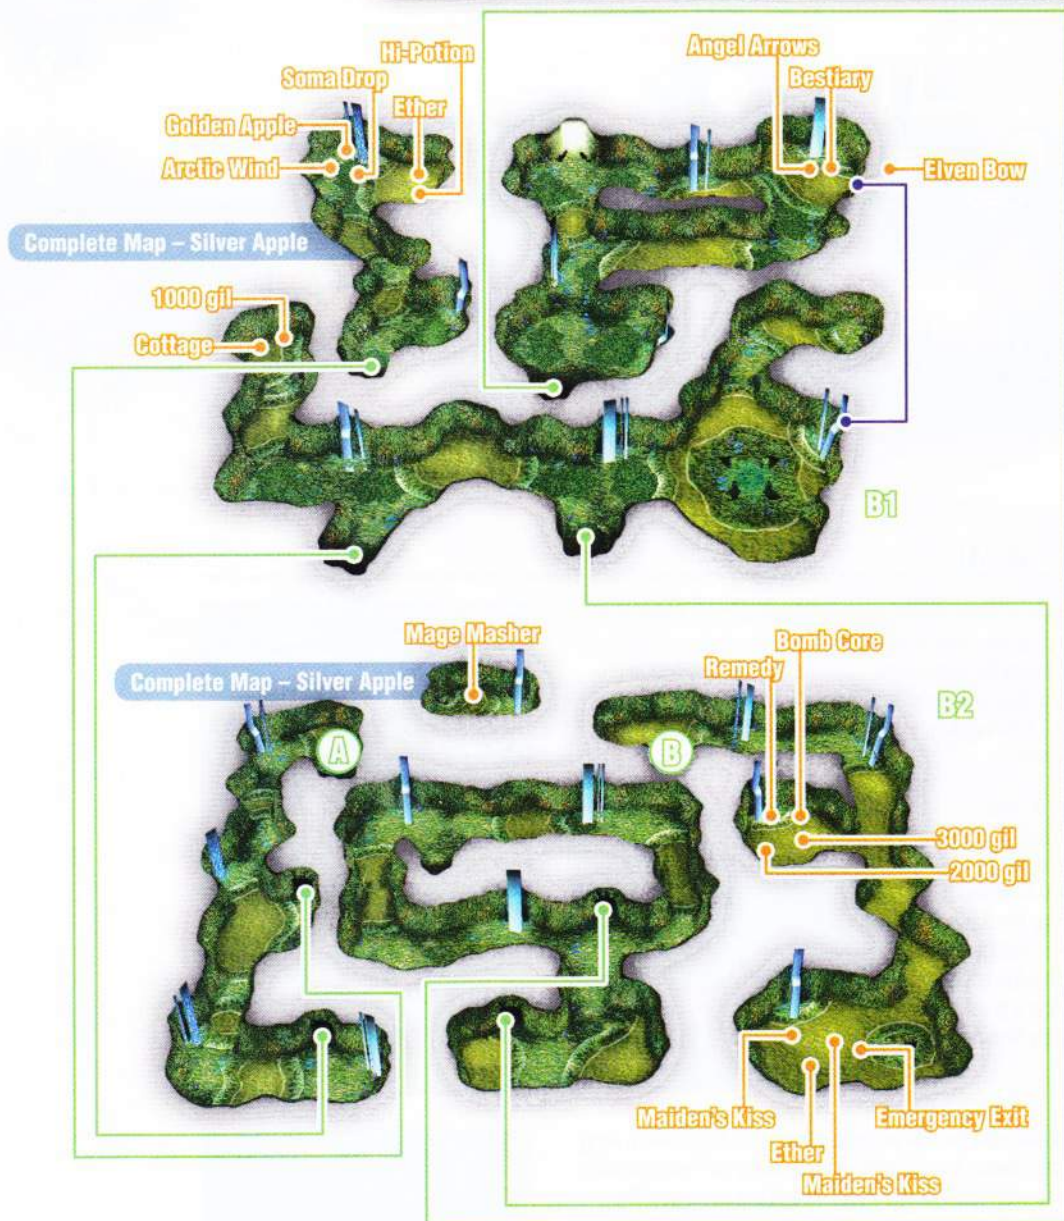 Hi-Potion
Soma Drop
Ether
Golden Apple
Arctic Wind
Angel Arrows
Bestiary
Elven Bow
Complete Map – Silver Apple
1000 gil
Cottage
B1
Mage Masher
Bomb Core
Remedy
Complete Map – Silver Apple
B2
A
B
3000 gil
2000 gil
Maiden's Kiss
Emergency Exit
Ether
Maiden's Kiss